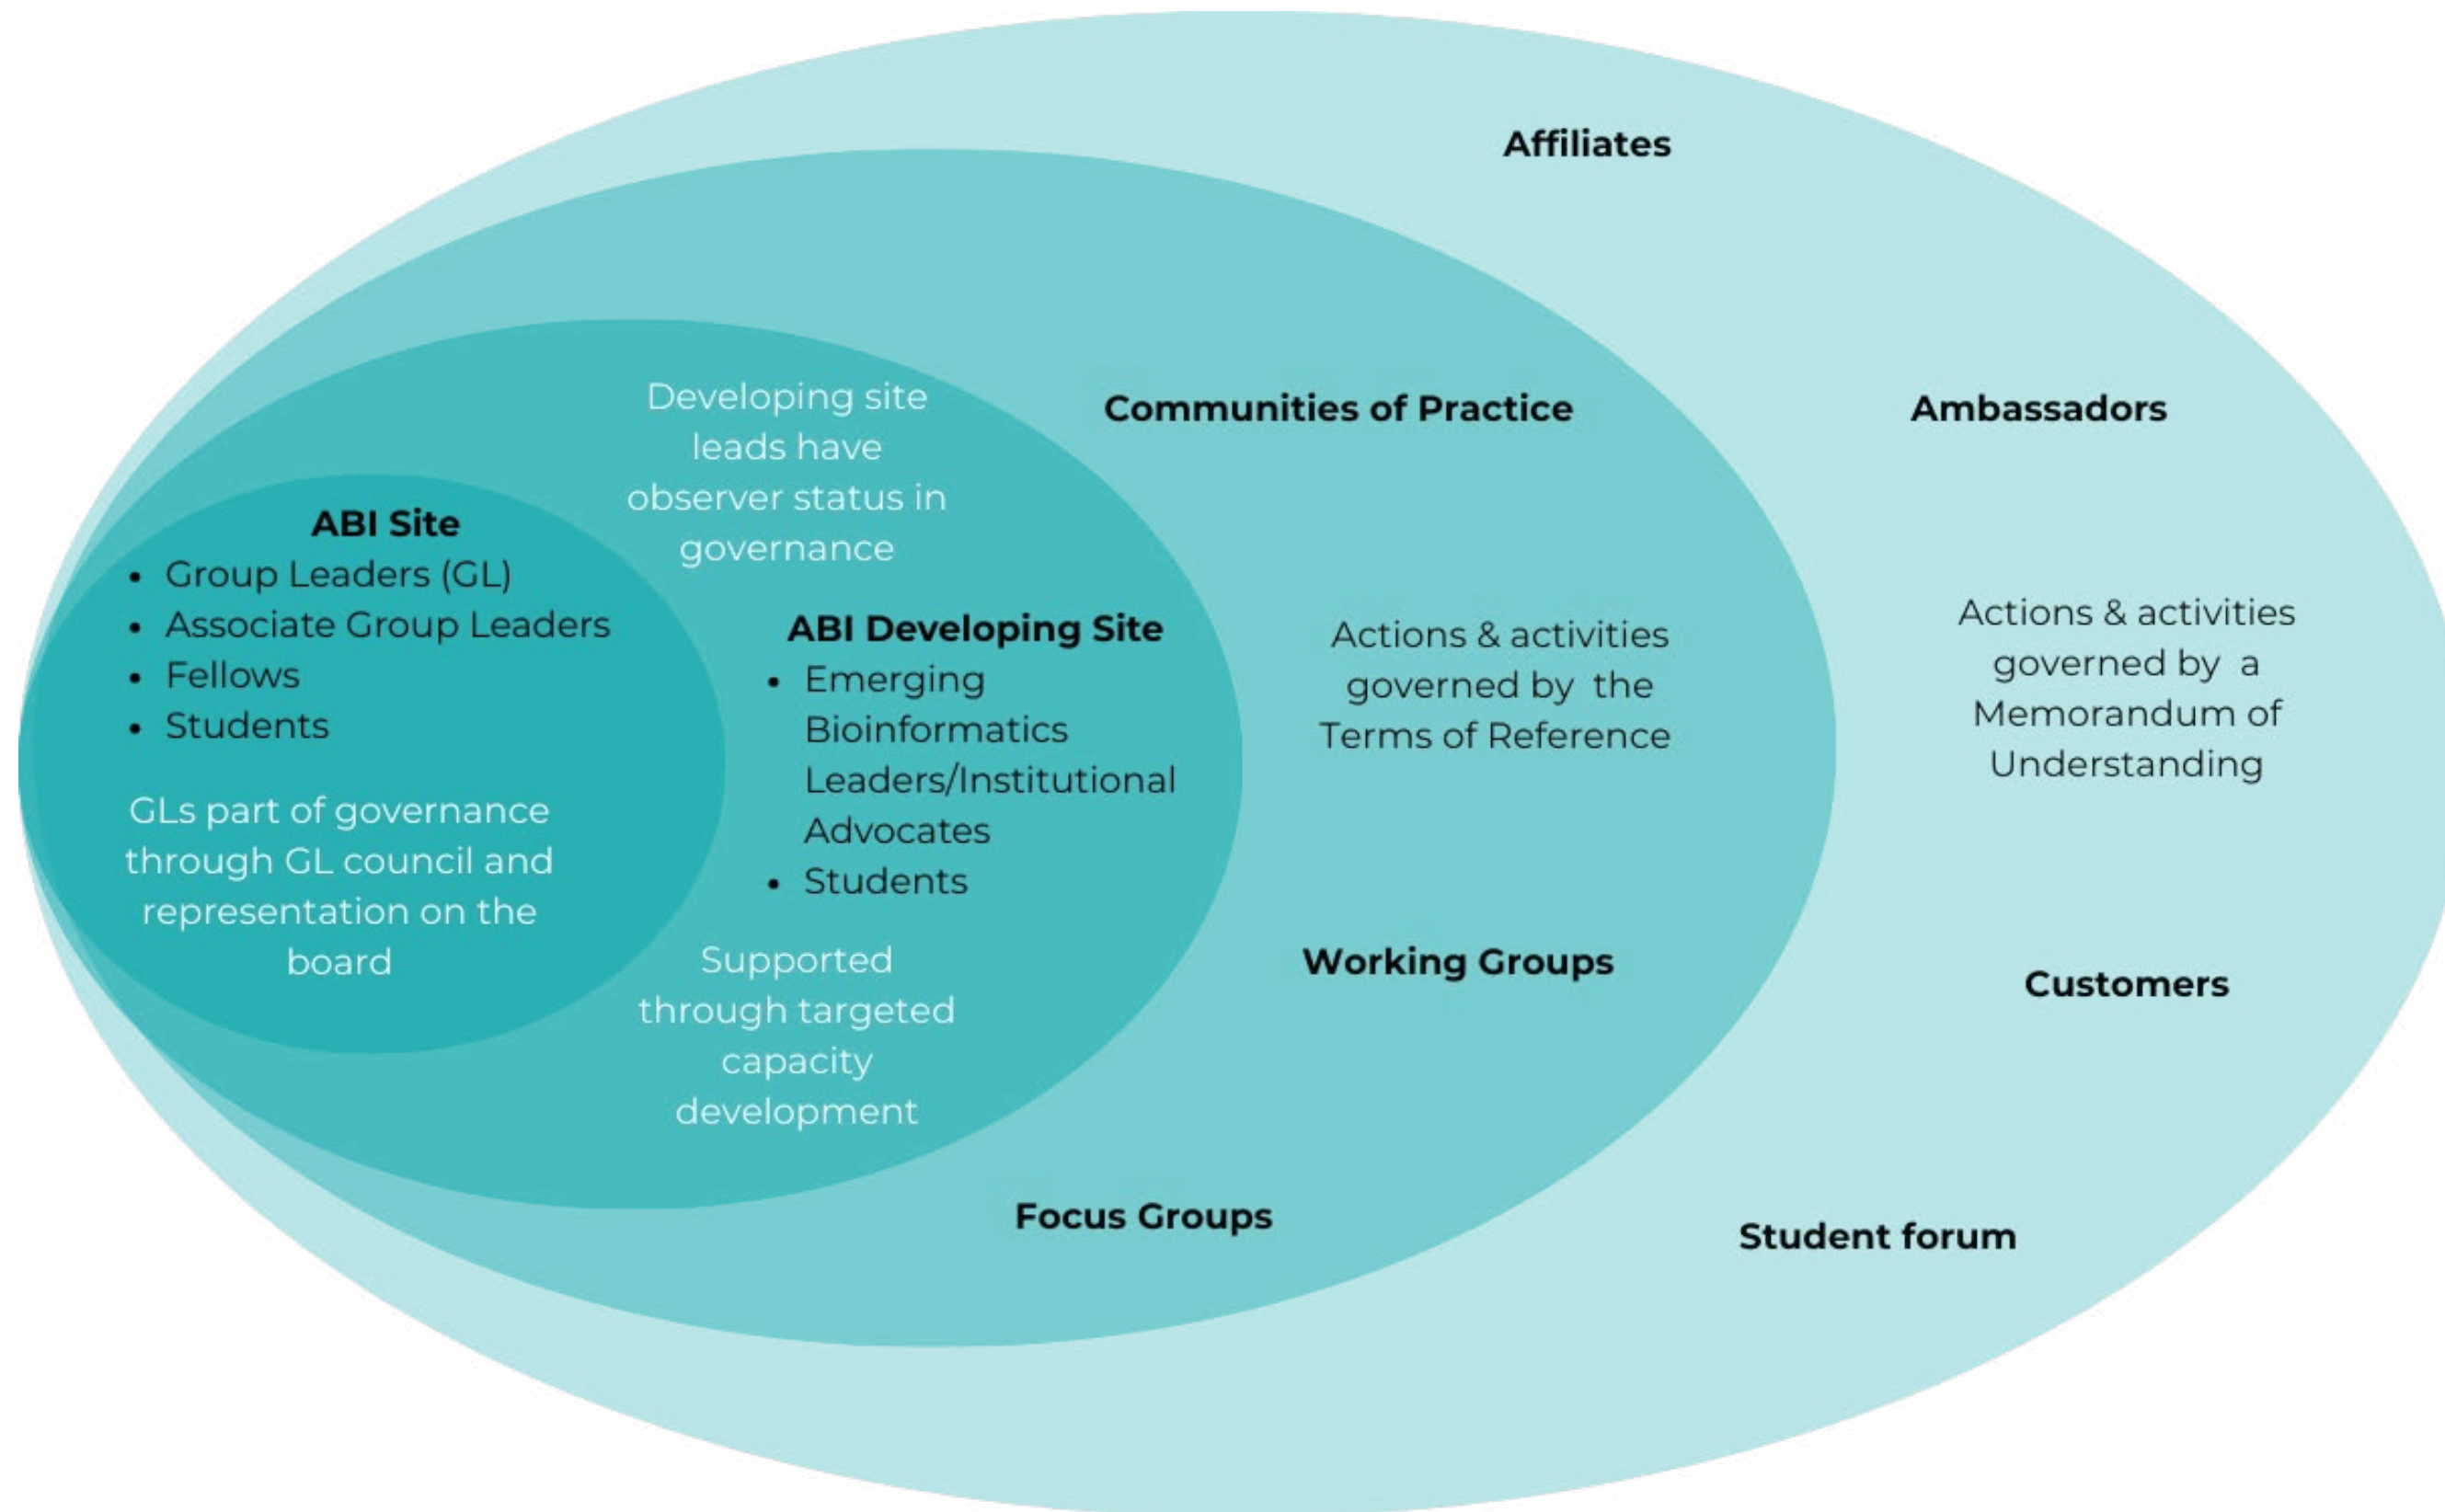 ABI Site
• Group Leaders (GL)
• Associate Group Leaders
• Fellows
• Students
GLs part of governance
through GL council and
representation on the
board
Developing site
leads have
observer status in
governance
ABI Developing Site
• Emerging
Bioinformatics
Leaders/Institutional
Advocates
• Students
Supported
through targeted
capacity
development
Communities of Practice
Actions & activities
governed by the
Terms of Reference
Working Groups
Focus Groups
Affiliates
Ambassadors
Actions & activities
governed by a
Memorandum of
Understanding
Customers
Student forum